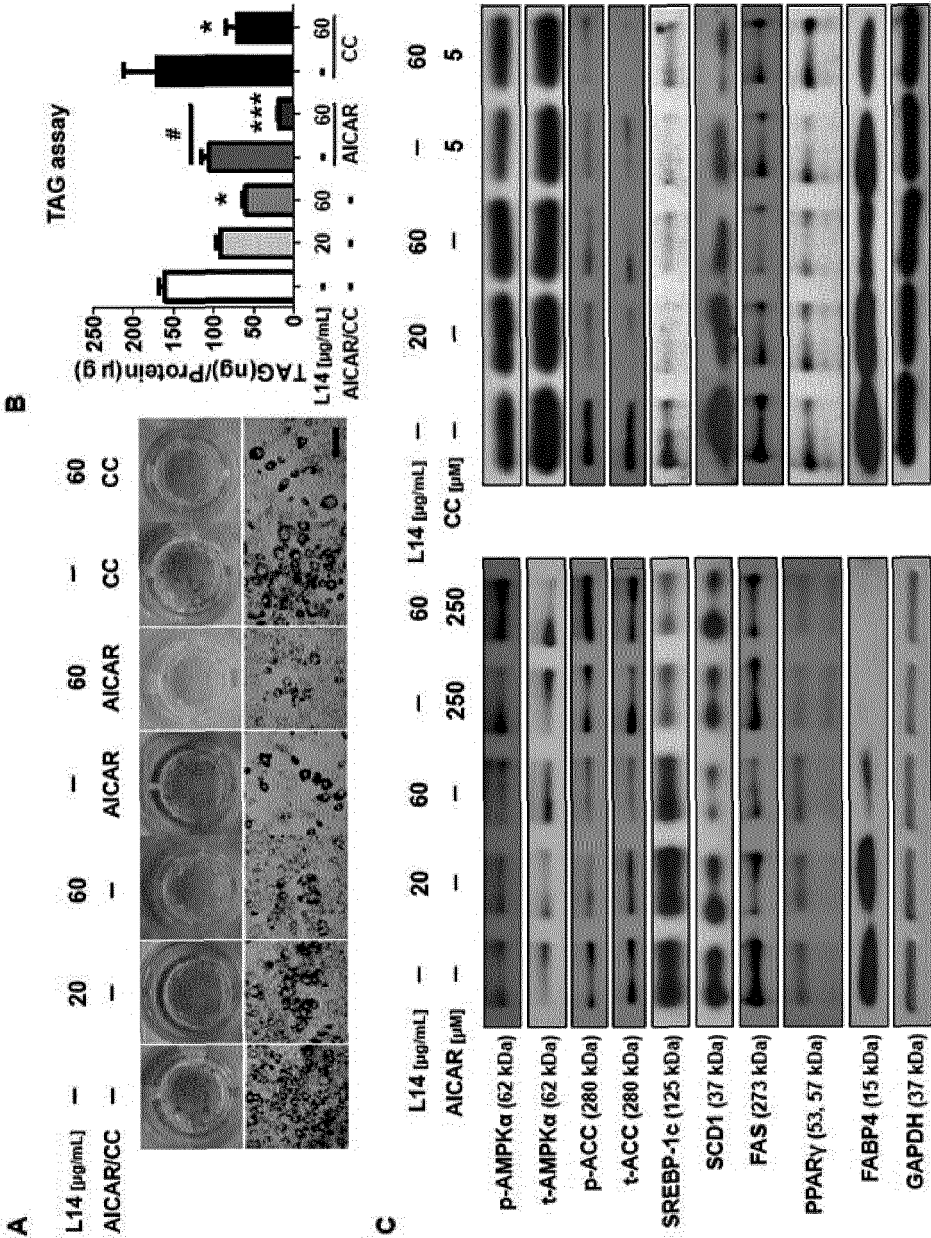 A
L14 [µg/mL] – 20 60 – 60 – 60
AICAR/CC – – – AICAR AICAR CC CC
B
TAG assay
TAG(ng)/Protein(µg)
250
200
150
100
50
0
* # *** *
L14 [µg/mL] - 20 60 - 60 - 60
AICAR/CC - - - AICAR CC
C
L14 [µg/mL] – 20 60 – 60
AICAR [µM] – – – 250 250
L14 [µg/mL] – 20 60 – 60
CC [µM] – – – 5 5
p-AMPKα (62 kDa)
t-AMPKα (62 kDa)
p-ACC (280 kDa)
t-ACC (280 kDa)
SREBP-1c (125 kDa)
SCD1 (37 kDa)
FAS (273 kDa)
PPARγ (53, 57 kDa)
FABP4 (15 kDa)
GAPDH (37 kDa)